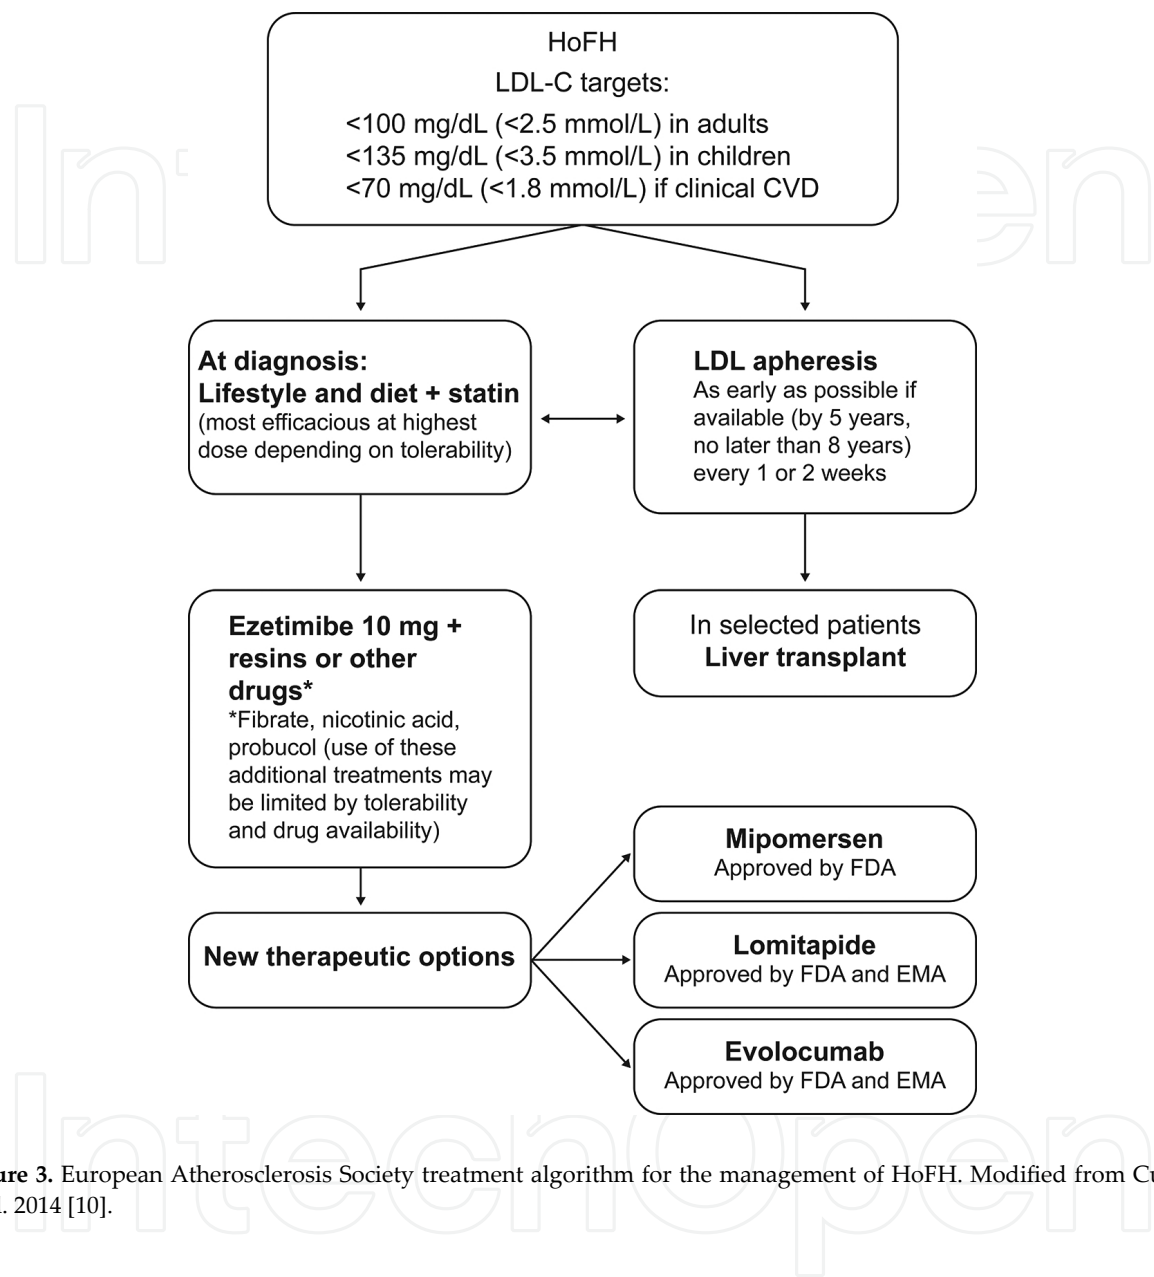 HoFH
LDL-C targets:
<100 mg/dL (<2.5 mmol/L) in adults
<135 mg/dL (<3.5 mmol/L) in children
<70 mg/dL (<1.8 mmol/L) if clinical CVD
At diagnosis:
Lifestyle and diet + statin
(most efficacious at highest
dose depending on tolerability)
LDL apheresis
As early as possible if
available (by 5 years,
no later than 8 years)
every 1 or 2 weeks
Ezetimibe 10 mg +
resins or other
drugs*
*Fibrate, nicotinic acid,
probucol (use of these
additional treatments may
be limited by tolerability
and drug availability)
In selected patients
Liver transplant
New therapeutic options
Mipomersen
Approved by FDA
Lomitapide
Approved by FDA and EMA
Evolocumab
Approved by FDA and EMA
ure 3. European Atherosclerosis Society treatment algorithm for the management of HoFH. Modified from Cu
l. 2014 [10].